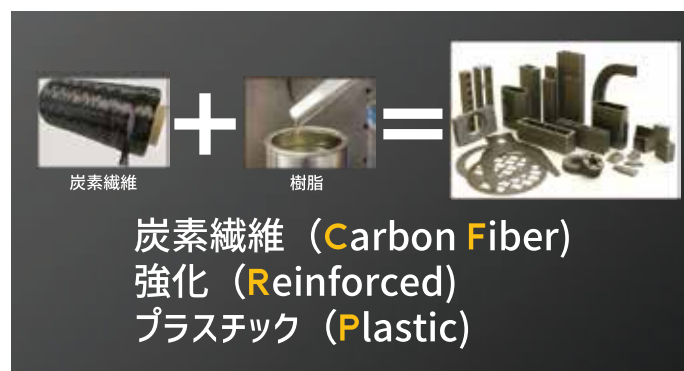 炭素繊維
樹脂
炭素繊維（Carbon Fiber)
強化（Reinforced)
プラスチック（Plastic)